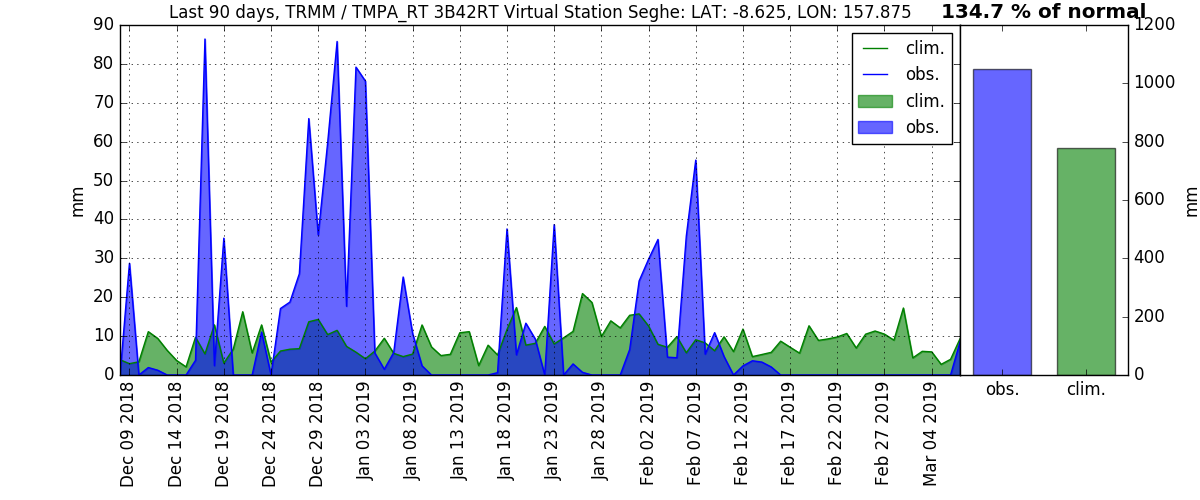 Last 90 days, TRMM / TMPA_RT 3B42RT Virtual Station Seghe: LAT: -8.625, LON: 157.875
134.7 % of normal
90
80
70
60
50
40
30
20
10
0
mm
clim.
obs.
clim.
obs.
1200
1000
800
600
400
200
0
mm
obs.
clim.
Dec 09 2018
Dec 14 2018
Dec 19 2018
Dec 24 2018
Dec 29 2018
Jan 03 2019
Jan 08 2019
Jan 13 2019
Jan 18 2019
Jan 23 2019
Jan 28 2019
Feb 02 2019
Feb 07 2019
Feb 12 2019
Feb 17 2019
Feb 22 2019
Feb 27 2019
Mar 04 2019